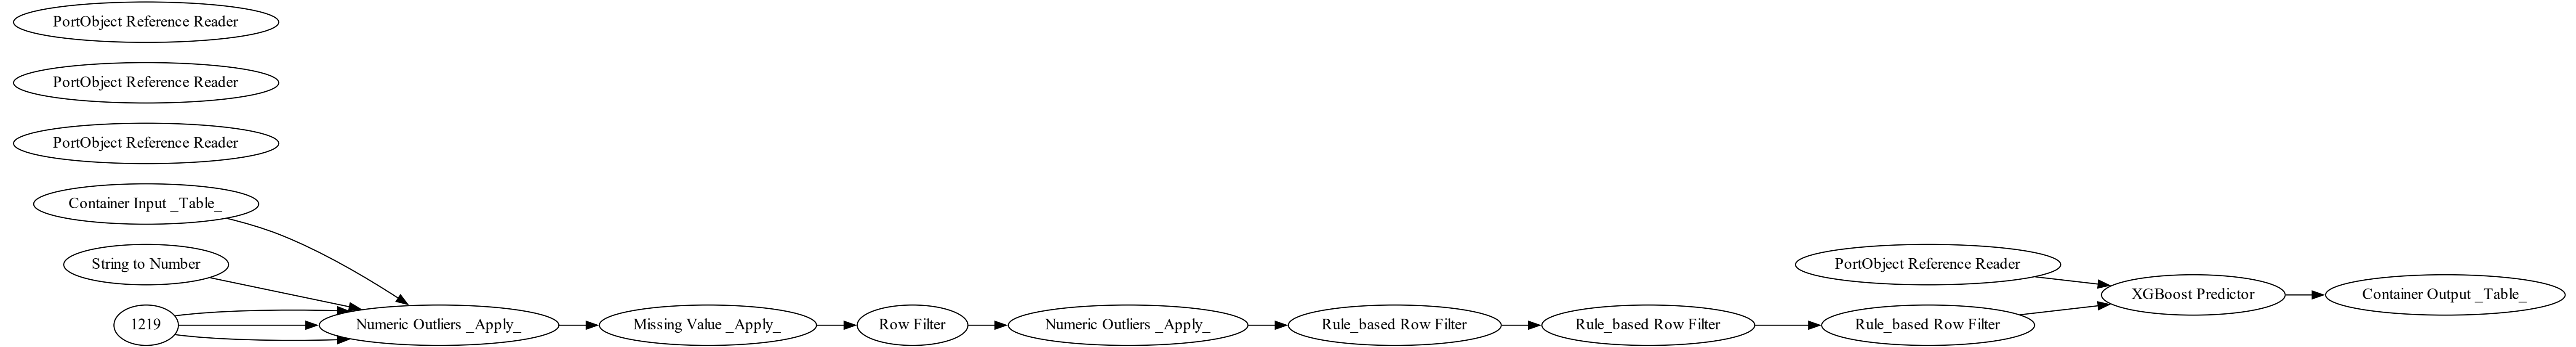 PortObject Reference Reader
PortObject Reference Reader
PortObject Reference Reader
Container Input _Table_
String to Number
1219
Numeric Outliers _Apply_
Missing Value _Apply_
Row Filter
Numeric Outliers _Apply_
Rule_based Row Filter
Rule_based Row Filter
PortObject Reference Reader
Rule_based Row Filter
XGBoost Predictor
Container Output _Table_